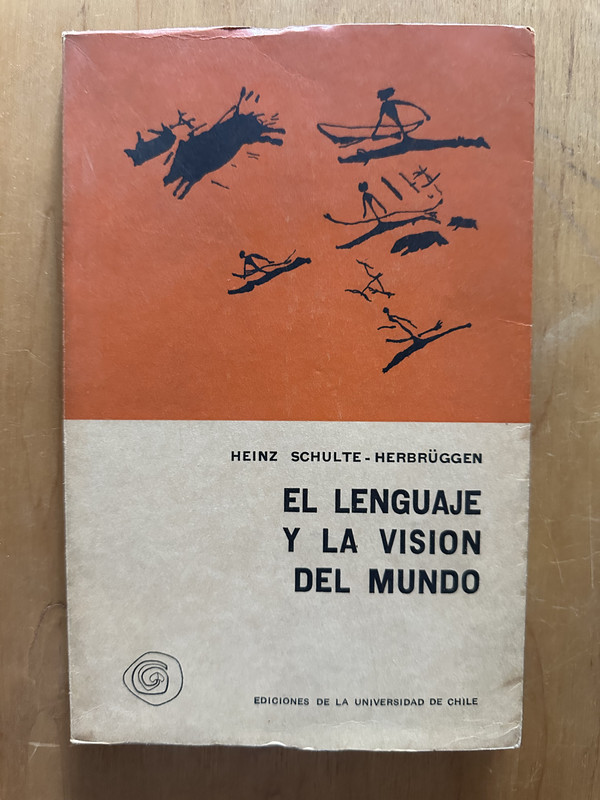 HEINZ SCHULTE-HERBRÜGGEN
EL LENGUAJE
Y LA VISION
DEL MUNDO
EDICIONES DE LA UNIVERSIDAD DE CHILE